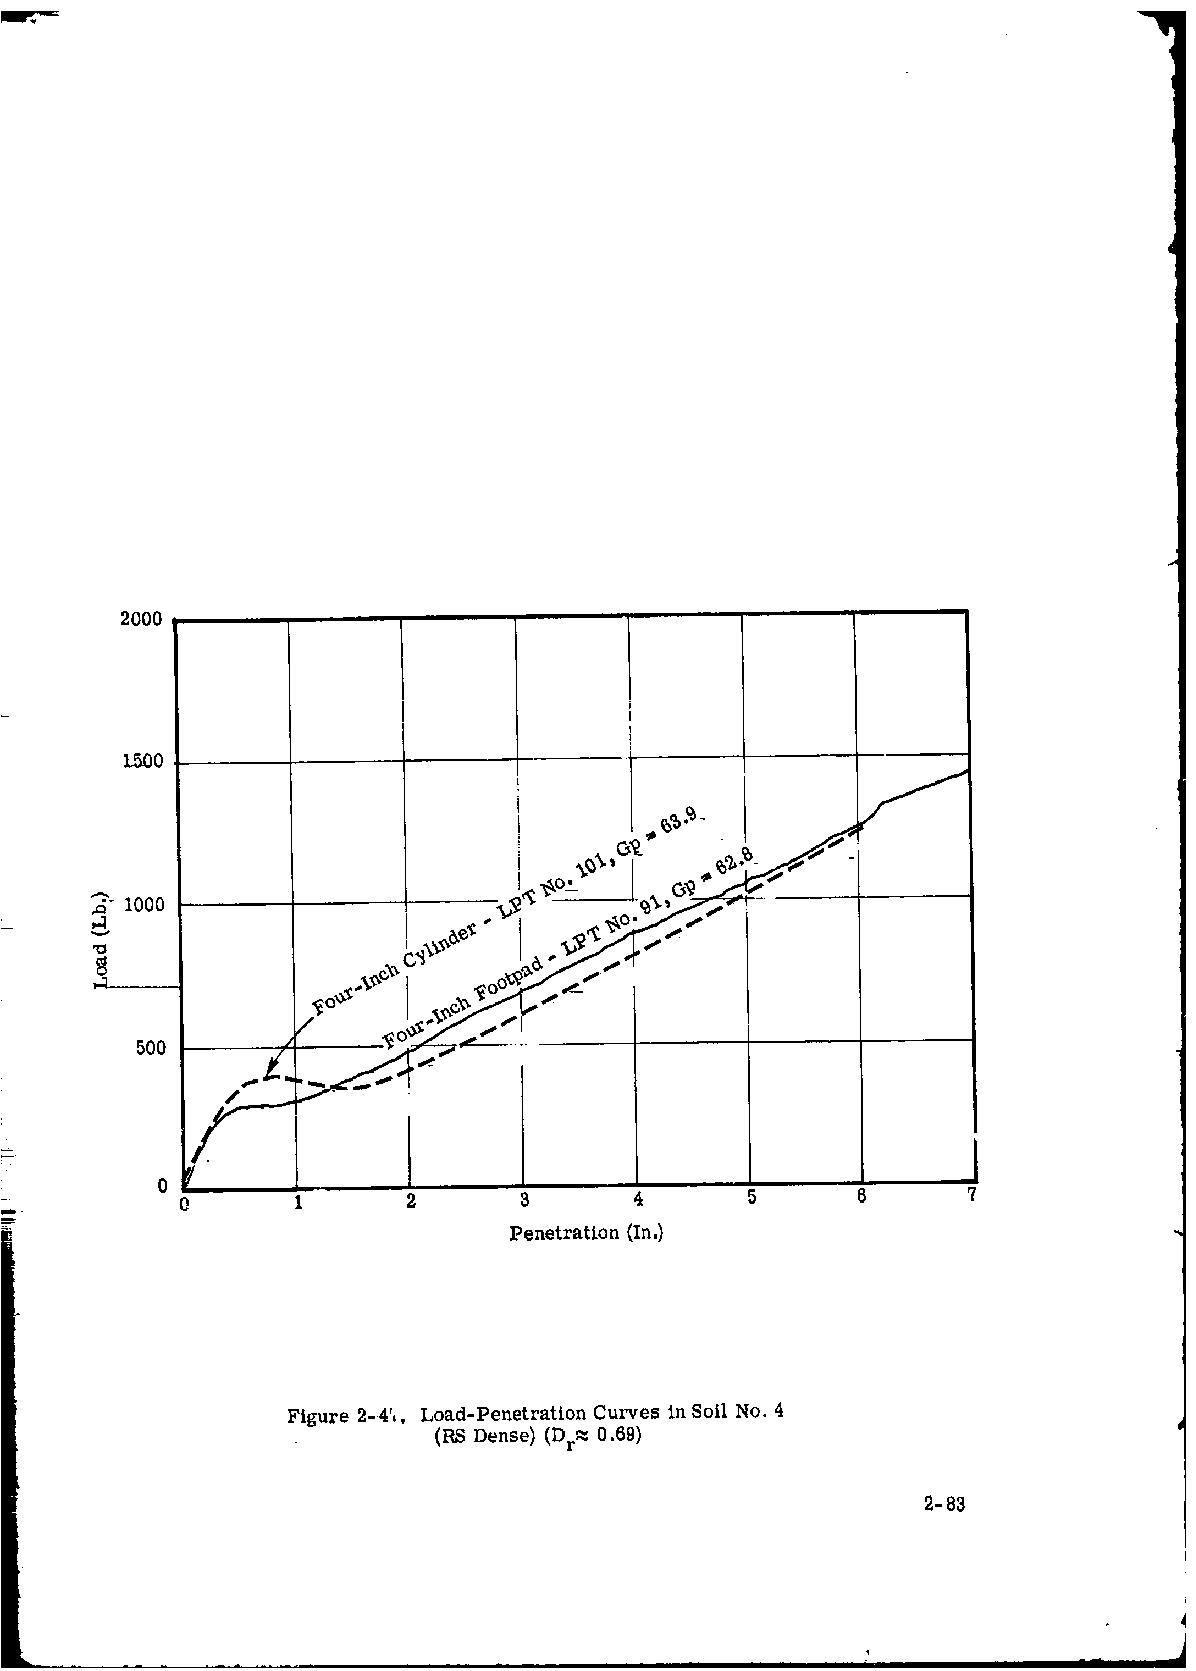 2000
1500
1000
500
0
Load (Lb.)
Four-Inch Cylinder - LPT No. 101, Gp = 63.9
Four-Inch Footpad - LPT No. 91, Gp = 62.8
0 1 2 3 4 5 6 7
Penetration (In.)
Load-Penetration Curves in Soil No. 4
(RS Dense) (Dr≈ 0.69)
2-83